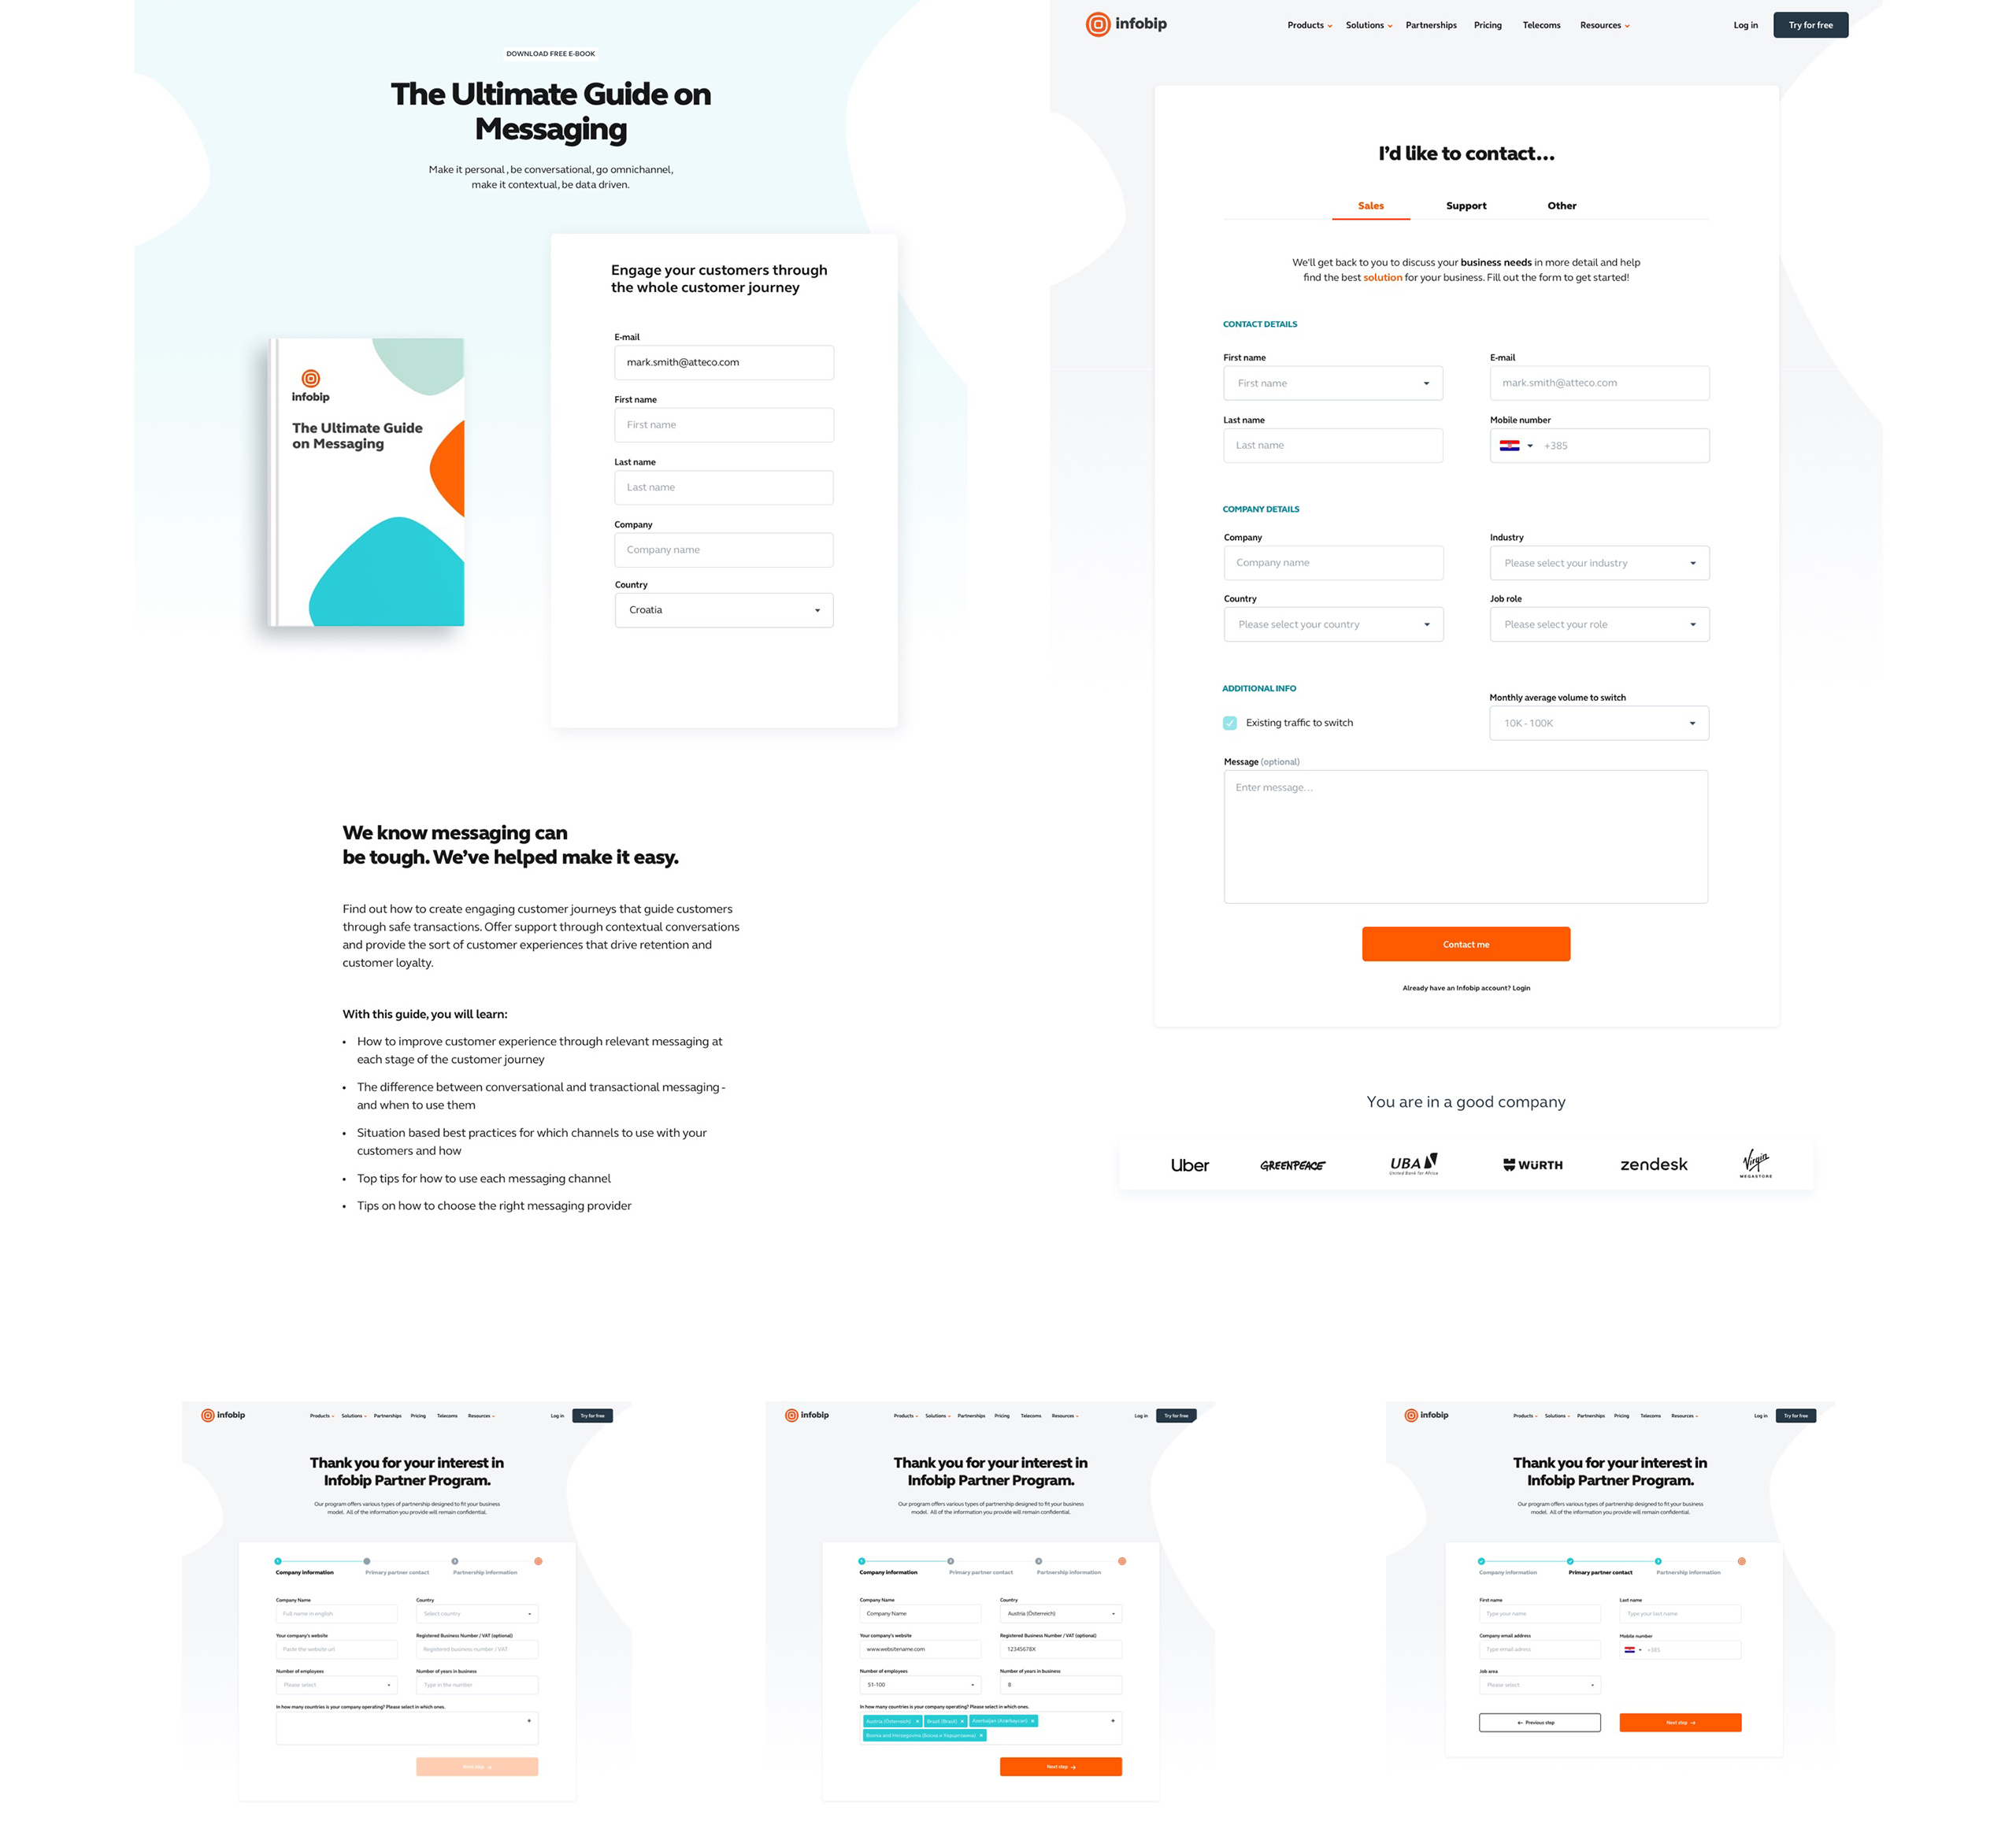 DOWNLOAD FREE E-BOOK
The Ultimate Guide on
Messaging
Make it personal , be conversational, go omnichannel,
make it contextual, be data driven.
infobip
The Ultimate Guide
on Messaging
Engage your customers through
the whole customer journey
E-mail
mark.smith@atteco.com
First name
First name
Last name
Last name
Company
Company name
Country
Croatia
We know messaging can
be tough. We've helped make it easy.
Find out how to create engaging customer journeys that guide customers
through safe transactions. Offer support through contextual conversations
and provide the sort of customer experiences that drive retention and
customer loyalty.
With this guide, you will learn:
• How to improve customer experience through relevant messaging at
each stage of the customer journey
• The difference between conversational and transactional messaging -
and when to use them
• Situation based best practices for which channels to use with your
customers and how
• Top tips for how to use each messaging channel
• Tips on how to choose the right messaging provider
infobip Products Solutions Partnerships Pricing Telecoms Resources Log in Try for free
I'd like to contact...
Sales Support Other
We'll get back to you to discuss your business needs in more detail and help
find the best solution for your business. Fill out the form to get started!
CONTACT DETAILS
First name E-mail
First name mark.smith@atteco.com
Last name Mobile number
Last name +385
COMPANY DETAILS
Company Industry
Company name Please select your industry
Country Job role
Please select your country Please select your role
ADDITIONAL INFO
Monthly average volume to switch
Existing traffic to switch 10K - 100K
Message (optional)
Enter message...
Contact me
Already have an Infobip account? Login
You are in a good company
Uber GREENPEACE UBA WÜRTH zendesk Virgin
United Bank for Africa MEGASTORE
infobip Products Solutions Partnerships Pricing Telecoms Resources Log in Try for free
Thank you for your interest in
Infobip Partner Program.
Our program offers various types of partnership designed to fit your business
model. All of the information you provide will remain confidential.
Company information Primary partner contact Partnership information
Company Name Country
Full name in english Select country
Your company's website Registered Business Number / VAT (optional)
Paste the website url Registered business number / VAT
Number of employees Number of years in business
Please select Type in the number
In how many countries is your company operating? Please select in which ones.
+
Next step →
infobip Products Solutions Partnerships Pricing Telecoms Resources Log in Try for free
Thank you for your interest in
Infobip Partner Program.
Our program offers various types of partnership designed to fit your business
model. All of the information you provide will remain confidential.
Company information Primary partner contact Partnership information
Company Name Country
Company Name Austria (Österreich)
Your company's website Registered Business Number / VAT (optional)
www.websitename.com 12345678X
Number of employees Number of years in business
51-100 8
In how many countries is your company operating? Please select in which ones.
Austria (Österreich) × Brazil (Brasil) × Azerbaijan (Azərbaycan) × +
Bosnia and Herzegovina (Босна и Херцеговина) ×
Next step →
infobip Products Solutions Partnerships Pricing Telecoms Resources Log in Try for free
Thank you for your interest in
Infobip Partner Program.
Our program offers various types of partnership designed to fit your business
model. All of the information you provide will remain confidential.
Company information Primary partner contact Partnership information
First name Last name
Type your name Type your last name
Company email address Mobile number
Type email adress +385
Job area
Please select
← Previous step Next step →